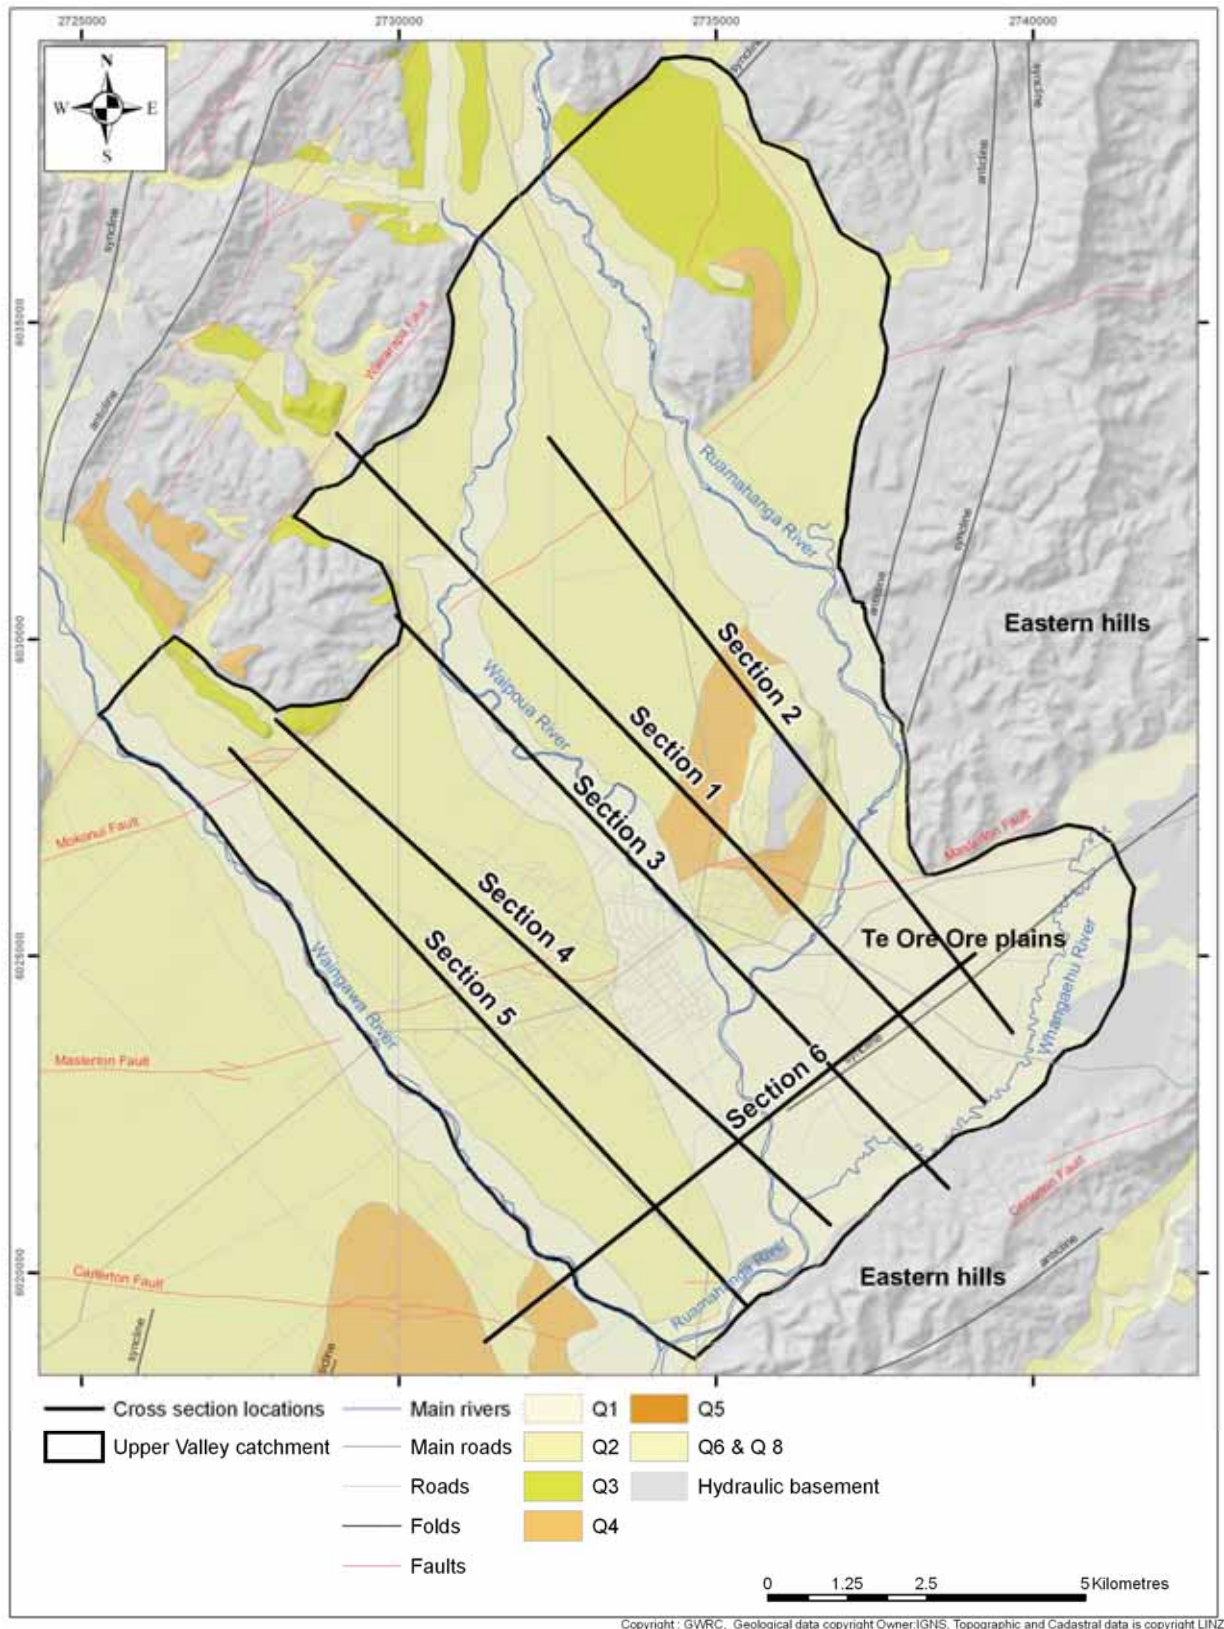 2725000
2730000
2735000
2740000
N
W
E
S
syncline
syncline
anticline
syncline
6035000
Wairarapa Fault
anticline
Ruamahanga River
syncline
anticline
Eastern hills
6030000
Section 2
Waipoua River
Section 1
Section 3
Mokonui Fault
Masterton Fault
Section 4
Te Ore Ore plains
Section 5
6025000
Waingawa River
Whangaehu River
syncline
Masterton Fault
Section 6
Carterton Fault
anticline
Ruamahanga River
6020000
Carterton Fault
Eastern hills
syncline
Cross section locations
Upper Valley catchment
Main rivers
Main roads
Roads
Folds
Faults
Q1
Q2
Q3
Q4
Q5
Q6 & Q 8
Hydraulic basement
0 1.25 2.5 5 Kilometres
Copyright : GWRC, Geological data copyright Owner:IGNS, Topographic and Cadastral data is copyright LINZ